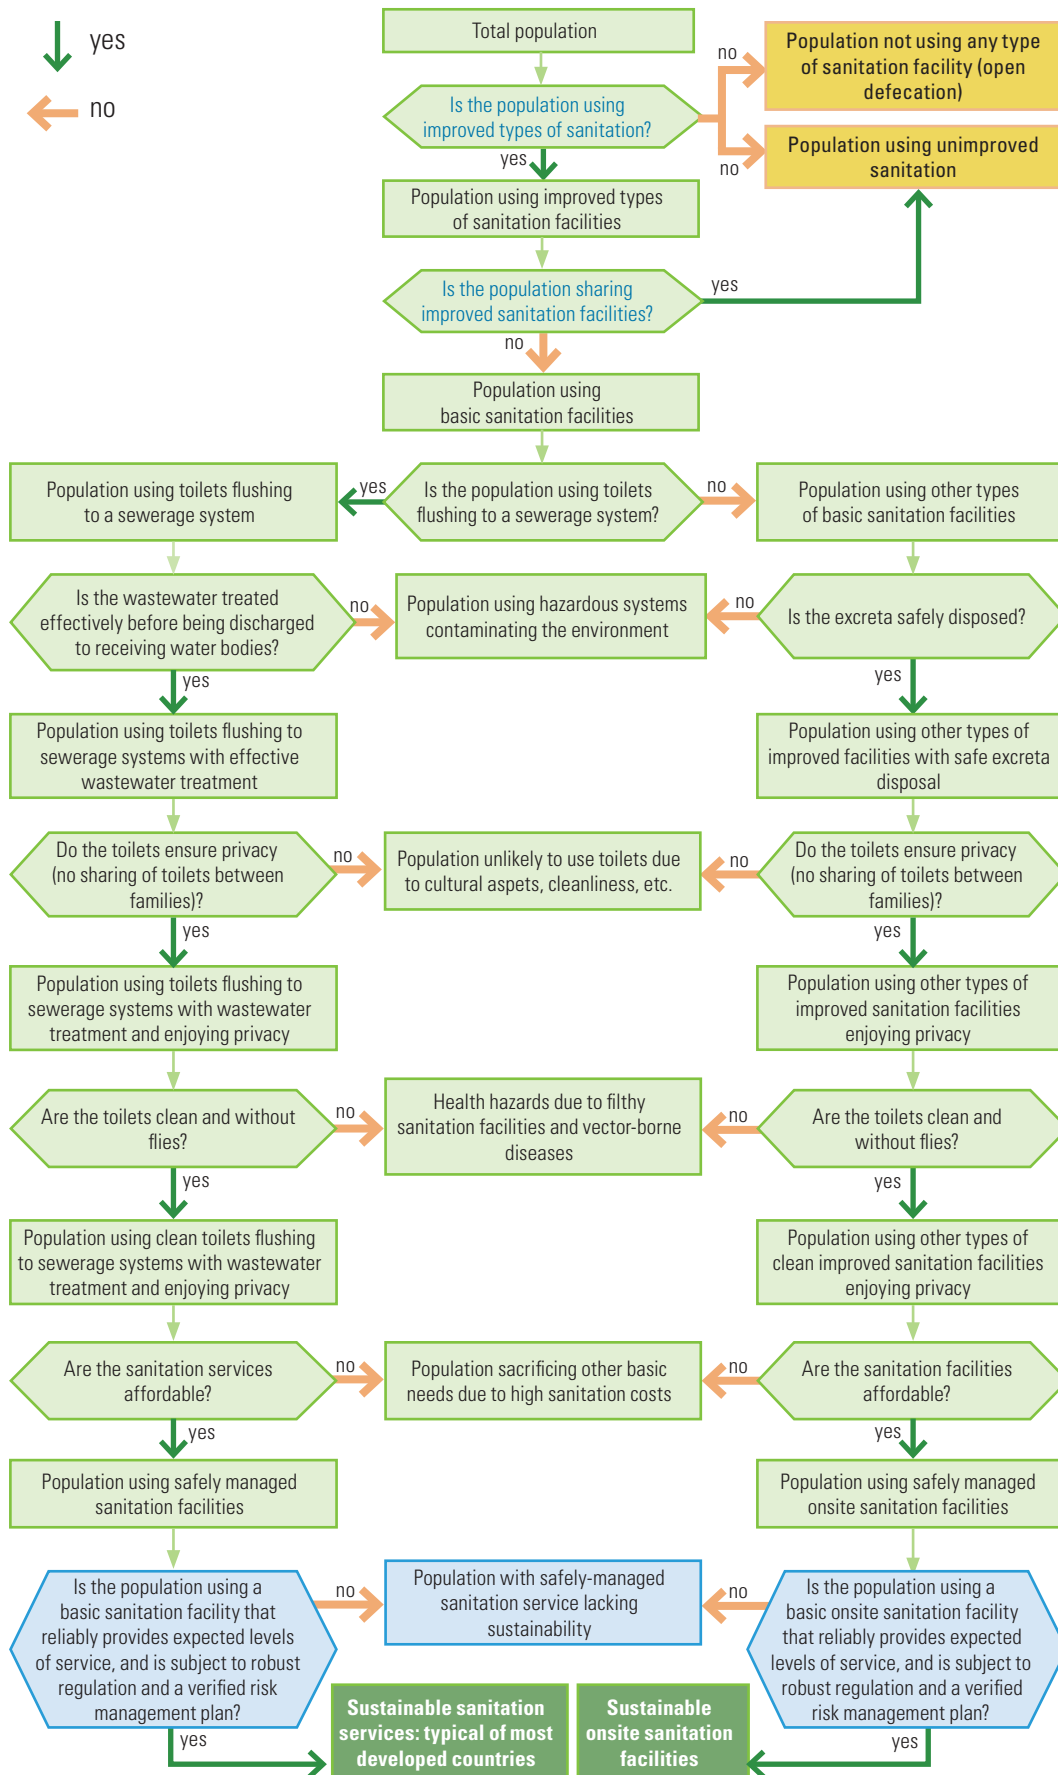 yes
no
Total population
Is the population using
improved types of sanitation?
no
Population not using any type
of sanitation facility (open
defecation)
no
Population using unimproved
sanitation
yes
Population using improved types
of sanitation facilities
Is the population sharing
improved sanitation facilities?
yes
no
Population using
basic sanitation facilities
Population using toilets flushing
to a sewerage system
yes
Is the population using toilets
flushing to a sewerage system?
no
Population using other types
of basic sanitation facilities
Is the wastewater treated
effectively before being discharged
to receiving water bodies?
no
Population using hazardous systems
contaminating the environment
no
Is the excreta safely disposed?
yes
yes
Population using toilets flushing to
sewerage systems with effective
wastewater treatment
Population using other types of
improved facilities with safe excreta
disposal
Do the toilets ensure privacy
(no sharing of toilets between
families)?
no
Population unlikely to use toilets due
to cultural aspets, cleanliness, etc.
no
Do the toilets ensure privacy
(no sharing of toilets between
families)?
yes
yes
Population using toilets flushing to
sewerage systems with wastewater
treatment and enjoying privacy
Population using other types of
improved sanitation facilities
enjoying privacy
Are the toilets clean and without
flies?
no
Health hazards due to filthy
sanitation facilities and vector-borne
diseases
no
Are the toilets clean and
without flies?
yes
yes
Population using clean toilets flushing
to sewerage systems with wastewater
treatment and enjoying privacy
Population using other types of
clean improved sanitation facilities
enjoying privacy
Are the sanitation services
affordable?
no
Population sacrificing other basic
needs due to high sanitation costs
no
Are the sanitation facilities
affordable?
yes
yes
Population using safely managed
sanitation facilities
Population using safely managed
onsite sanitation facilities
Is the population using a
basic sanitation facility that
reliably provides expected levels
of service, and is subject to robust
regulation and a verified risk
management plan?
no
Population with safely-managed
sanitation service lacking
sustainability
no
Is the population using a
basic onsite sanitation facility
that reliably provides expected
levels of service, and is subject to
robust regulation and a verified
risk management plan?
yes
Sustainable sanitation
services: typical of most
developed countries
Sustainable
onsite sanitation
facilities
yes